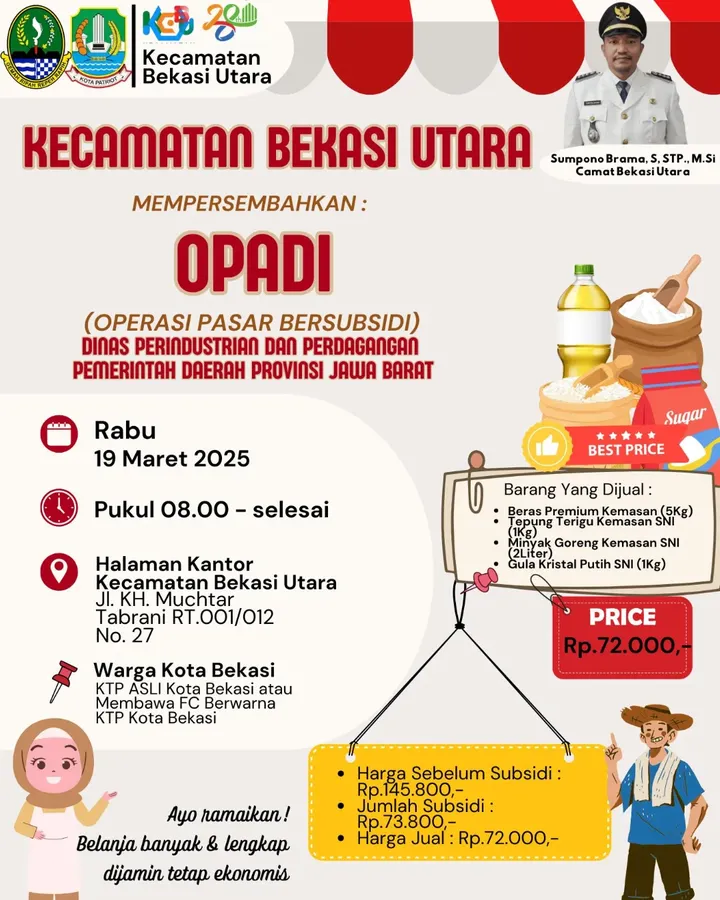 Kecamatan
Bekasi Utara
KOTA PATRIOT
Sumpono Brama, S, STP., M.Si
Camat Bekasi Utara
KECAMATAN BEKASI UTARA
MEMPERSEMBAHKAN :
OPADI
(OPERASI PASAR BERSUBSIDI)
DINAS PERINDUSTRIAN DAN PERDAGANGAN
PEMERINTAH DAERAH PROVINSI JAWA BARAT
Rabu
19 Maret 2025
Pukul 08.00 - selesai
Halaman Kantor
Kecamatan Bekasi Utara
Jl. KH. Muchtar
Tabrani RT.001/012
No. 27
Warga Kota Bekasi
KTP ASLI Kota Bekasi atau
Membawa FC Berwarna
KTP Kota Bekasi
Sugar
BEST PRICE
Barang Yang Dijual :
• Beras Premium Kemasan (5Kg)
• Tepung Terigu Kemasan SNI
(1Kg)
• Minyak Goreng Kemasan SNI
(2Liter)
• Gula Kristal Putih SNI (1Kg)
PRICE
Rp.72.000,-
• Harga Sebelum Subsidi :
Rp.145.800,-
• Jumlah Subsidi :
Rp.73.800,-
• Harga Jual : Rp.72.000,-
Ayo ramaikan !
Belanja banyak & lengkap
dijamin tetap ekonomis